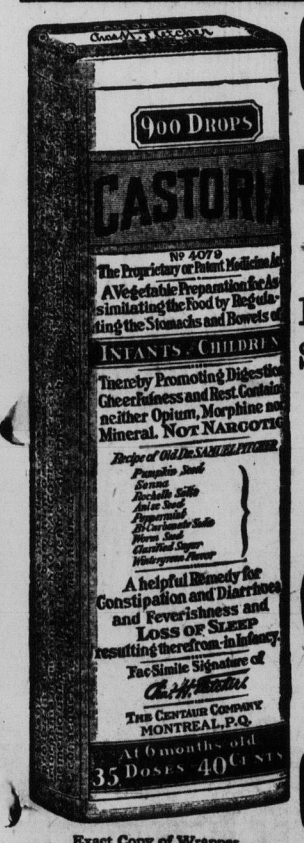 Chas. H. Fletcher
900 DROPS
CASTORIA
Nº 4079
The Proprietary or Patent Medicine Act
AVegetable Preparation for As-
similating the Food by Regula-
ting the Stomachs and Bowels of
INFANTS, CHILDREN
Thereby Promoting Digestion
Cheerfulness and Rest. Contains
neither Opium, Morphine nor
Mineral. NOT NARCOTIC
Recipe of Old Dr. SAMUEL PITCHER
Pumpkin Seed
Senna
Rochelle Salts
Anise Seed
Peppermint
Bi-Carbonate Soda
Worm Seed
Clarified Sugar
Wintergreen Flavor
A helpful Remedy for
Constipation and Diarrhoea
and Feverishness and
LOSS OF SLEEP
resulting therefrom in Infancy.
Fac-Simile Signature of
Chas. H. Fletcher.
THE CENTAUR COMPANY
MONTREAL, P.Q.
At 6 months old
35 DOSES 40 CENTS
Exact Copy of Wrapper.